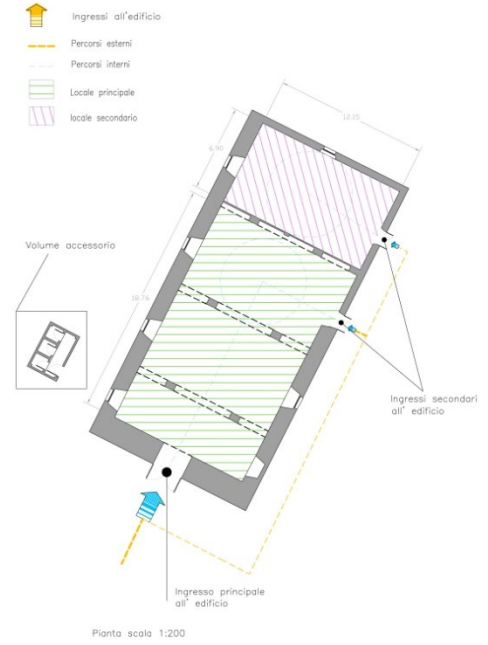 Ingressi all'edificio
Percorsi esterni
Percorsi interni
Locale principale
locale secondario
12.15
6.90
Volume accessorio
18.76
Ingressi secondari
all' edificio
Ingresso principale
all' edificio
Pianta scala 1:200